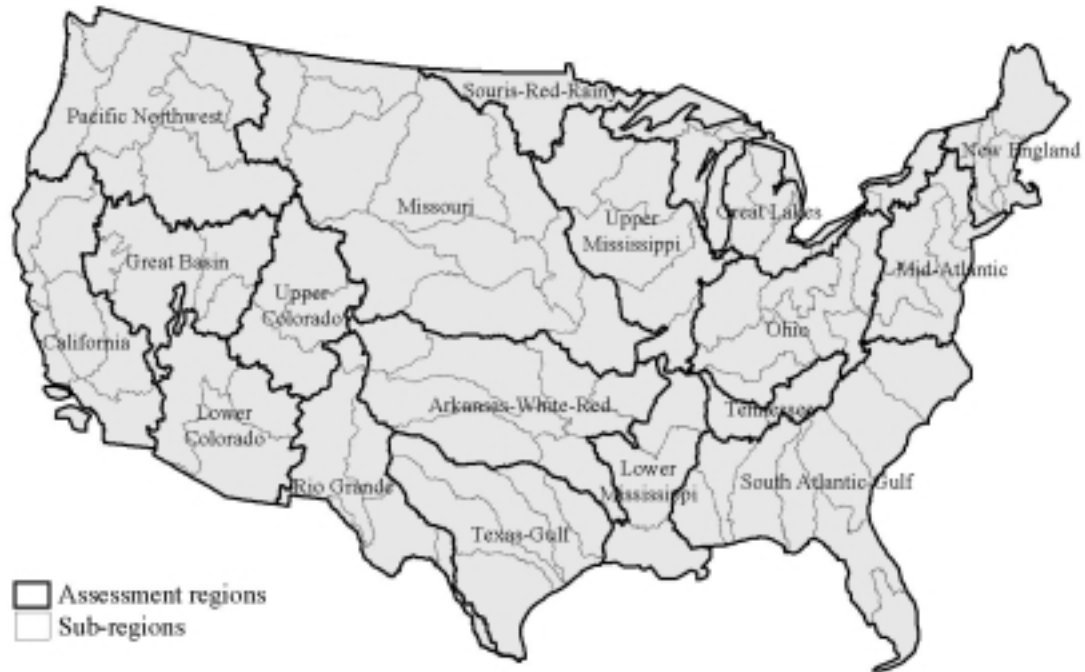 Souris-Red-Rainy
Pacific Northwest
New England
Missouri
Upper
Mississippi
Great Lakes
Great Basin
Mid-Atlantic
Upper
Colorado
California
Ohio
Lower
Colorado
Arkansas-White-Red
Tennessee
Rio Grande
Lower
Mississippi
South Atlantic-Gulf
Texas-Gulf
Assessment regions
Sub-regions